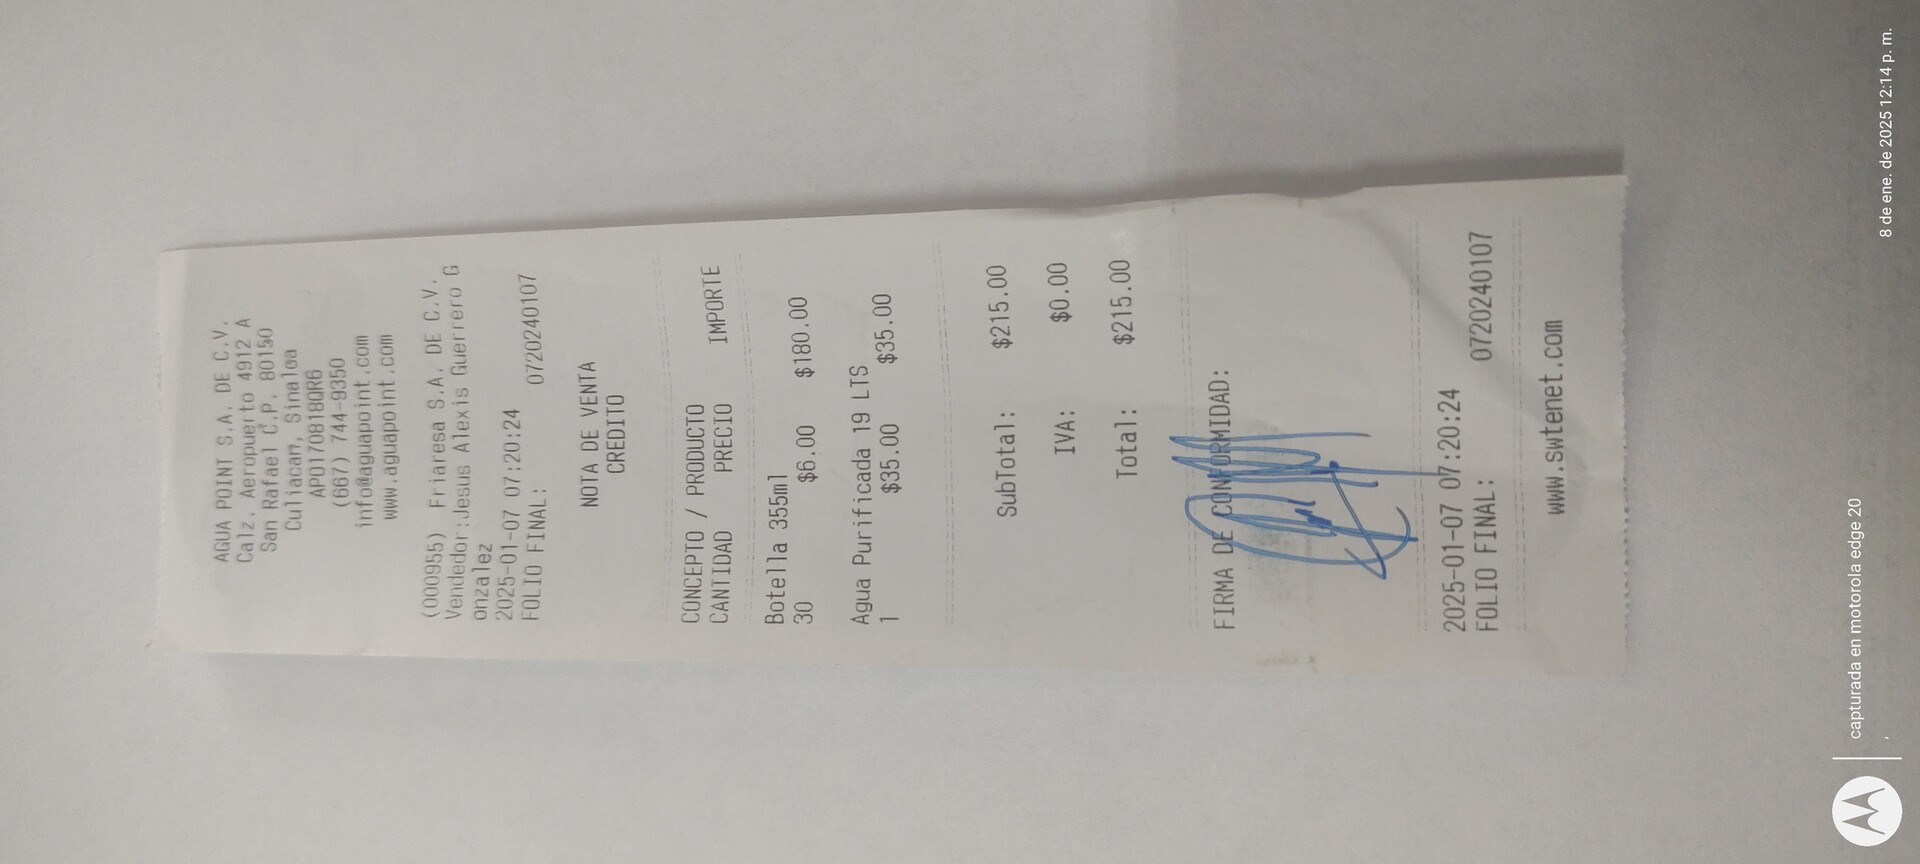 AGUA POINT S.A. DE C.V.
Calz. Aeropuerto 4912 A
San Rafael C.P. 80150
Culiacan, Sinaloa
APO170818QR6
(667) 744-9350
info@aguapoint.com
www.aguapoint.com
(000955) Friaresa S.A. DE C.V.
Vendedor:Jesus Alexis Guerrero G
onzalez
2025-01-07 07:20:24
FOLIO FINAL: 0720240107
NOTA DE VENTA
CREDITO
CONCEPTO / PRODUCTO
CANTIDAD PRECIO IMPORTE
Botella 355ml
30 $6.00 $180.00
Agua Purificada 19 LTS
1 $35.00 $35.00
SubTotal: $215.00
IVA: $0.00
Total: $215.00
FIRMA DE CONFORMIDAD:
2025-01-07 07:20:24
FOLIO FINAL: 0720240107
www.swtenet.com
capturada en motorola edge 20
,
8 de ene. de 2025 12:14 p. m.